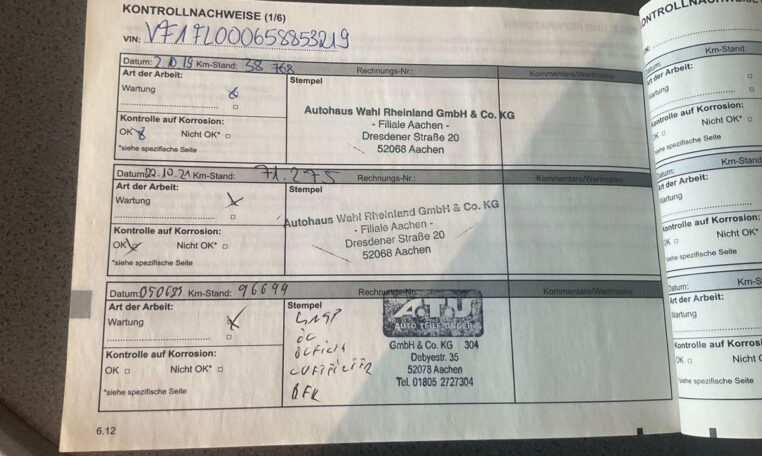 KONTROLLNACHWEISE (1/6)
VIN: VF17L000658853219
Datum: 2.10.19 Km-Stand: 38 768 Rechnungs-Nr.: Kommentare/Wertmarke
Art der Arbeit: Stempel
Wartung
Autohaus Wahl Rheinland GmbH & Co. KG
- Filiale Aachen -
Dresdener Straße 20
52068 Aachen
Kontrolle auf Korrosion:
OK Nicht OK*
*siehe spezifische Seite
Datum: 22.10.21 Km-Stand: 71.275 Rechnungs-Nr.: Kommentare/Wertmarke
Art der Arbeit: Stempel
Wartung
Autohaus Wahl Rheinland GmbH & Co. KG
- Filiale Aachen -
Dresdener Straße 20
52068 Aachen
Kontrolle auf Korrosion:
OK Nicht OK*
*siehe spezifische Seite
Datum: Km-Stand: 96699 Rechnungs-Nr.: Kommentare/Wertmarke
Art der Arbeit: Stempel
Wartung
A.T.U
AUTO TEILE UNGER
GmbH & Co. KG 304
Debyestr. 35
52078 Aachen
Tel. 01805 2727304
ÖL
LUFTFILTER
BFK
Kontrolle auf Korrosion:
OK Nicht OK*
*siehe spezifische Seite
6.12
KONTROLLNACHWEISE
Km-Stand:
Art der Arbeit:
Wartung
Kontrolle auf Korrosion:
OK Nicht OK*
*siehe spezifische Seite
Datum: Km-Stand
Art der Arbeit:
Wartung
Kontrolle auf Korrosion:
OK Nicht OK*
*siehe spezifische Seite
Datum: Km-S
Art der Arbeit:
Wartung
Kontrolle auf Korrosion
OK Nicht
*siehe spezifische Seite